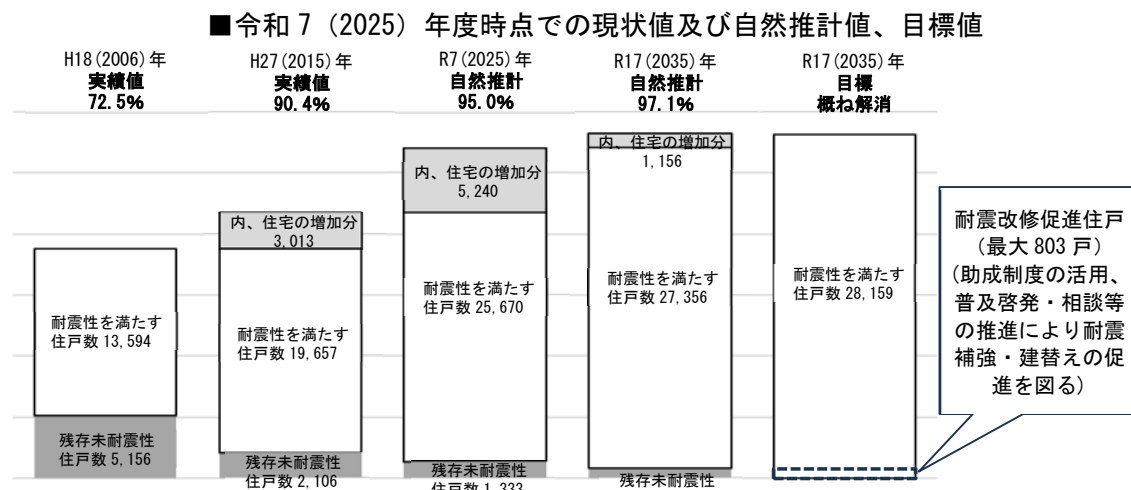 ■令和７（2025）年度時点での現状値及び自然推計値、目標値
H18(2006)年
実績値
72.5%
H27(2015)年
実績値
90.4%
R7(2025)年
自然推計
95.0%
R17(2035)年
自然推計
97.1%
R17(2035)年
目標
概ね解消
耐震性を満たす
住戸数 13,594
残存未耐震性
住戸数 5,156
内、住宅の増加分
3,013
耐震性を満たす
住戸数 19,657
残存未耐震性
住戸数 2,106
内、住宅の増加分
5,240
耐震性を満たす
住戸数 25,670
残存未耐震性
住戸数 1,333
内、住宅の増加分
1,156
耐震性を満たす
住戸数 27,356
残存未耐震性
耐震性を満たす
住戸数 28,159
耐震改修促進住戸
（最大 803 戸）
（助成制度の活用、
普及啓発・相談等
の推進により耐震
補強・建替えの促
進を図る）